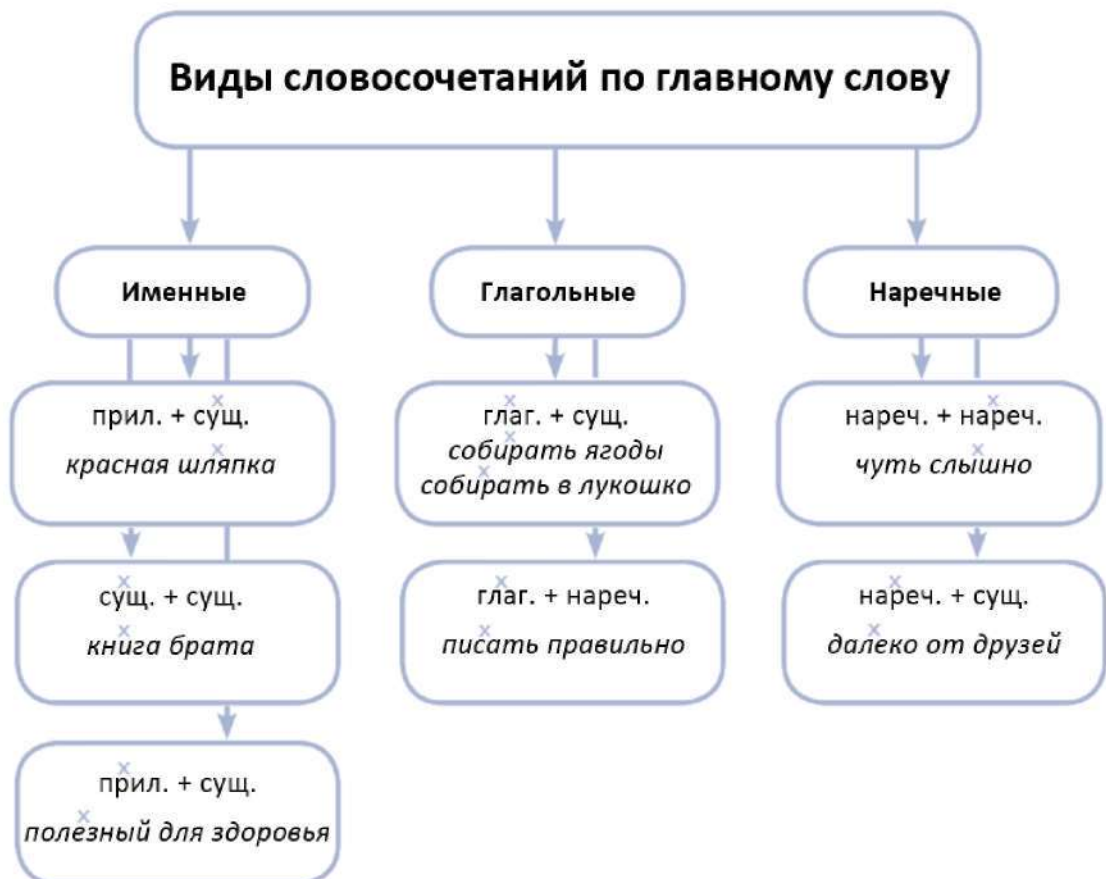 Виды словосочетаний по главному слову
Именные
Глагольные
Наречные
прил. + сущ.
красная шляпка
глаг. + сущ.
собирать ягоды
собирать в лукошко
нареч. + нареч.
чуть слышно
сущ. + сущ.
книга брата
глаг. + нареч.
писать правильно
нареч. + сущ.
далеко от друзей
прил. + сущ.
полезный для здоровья